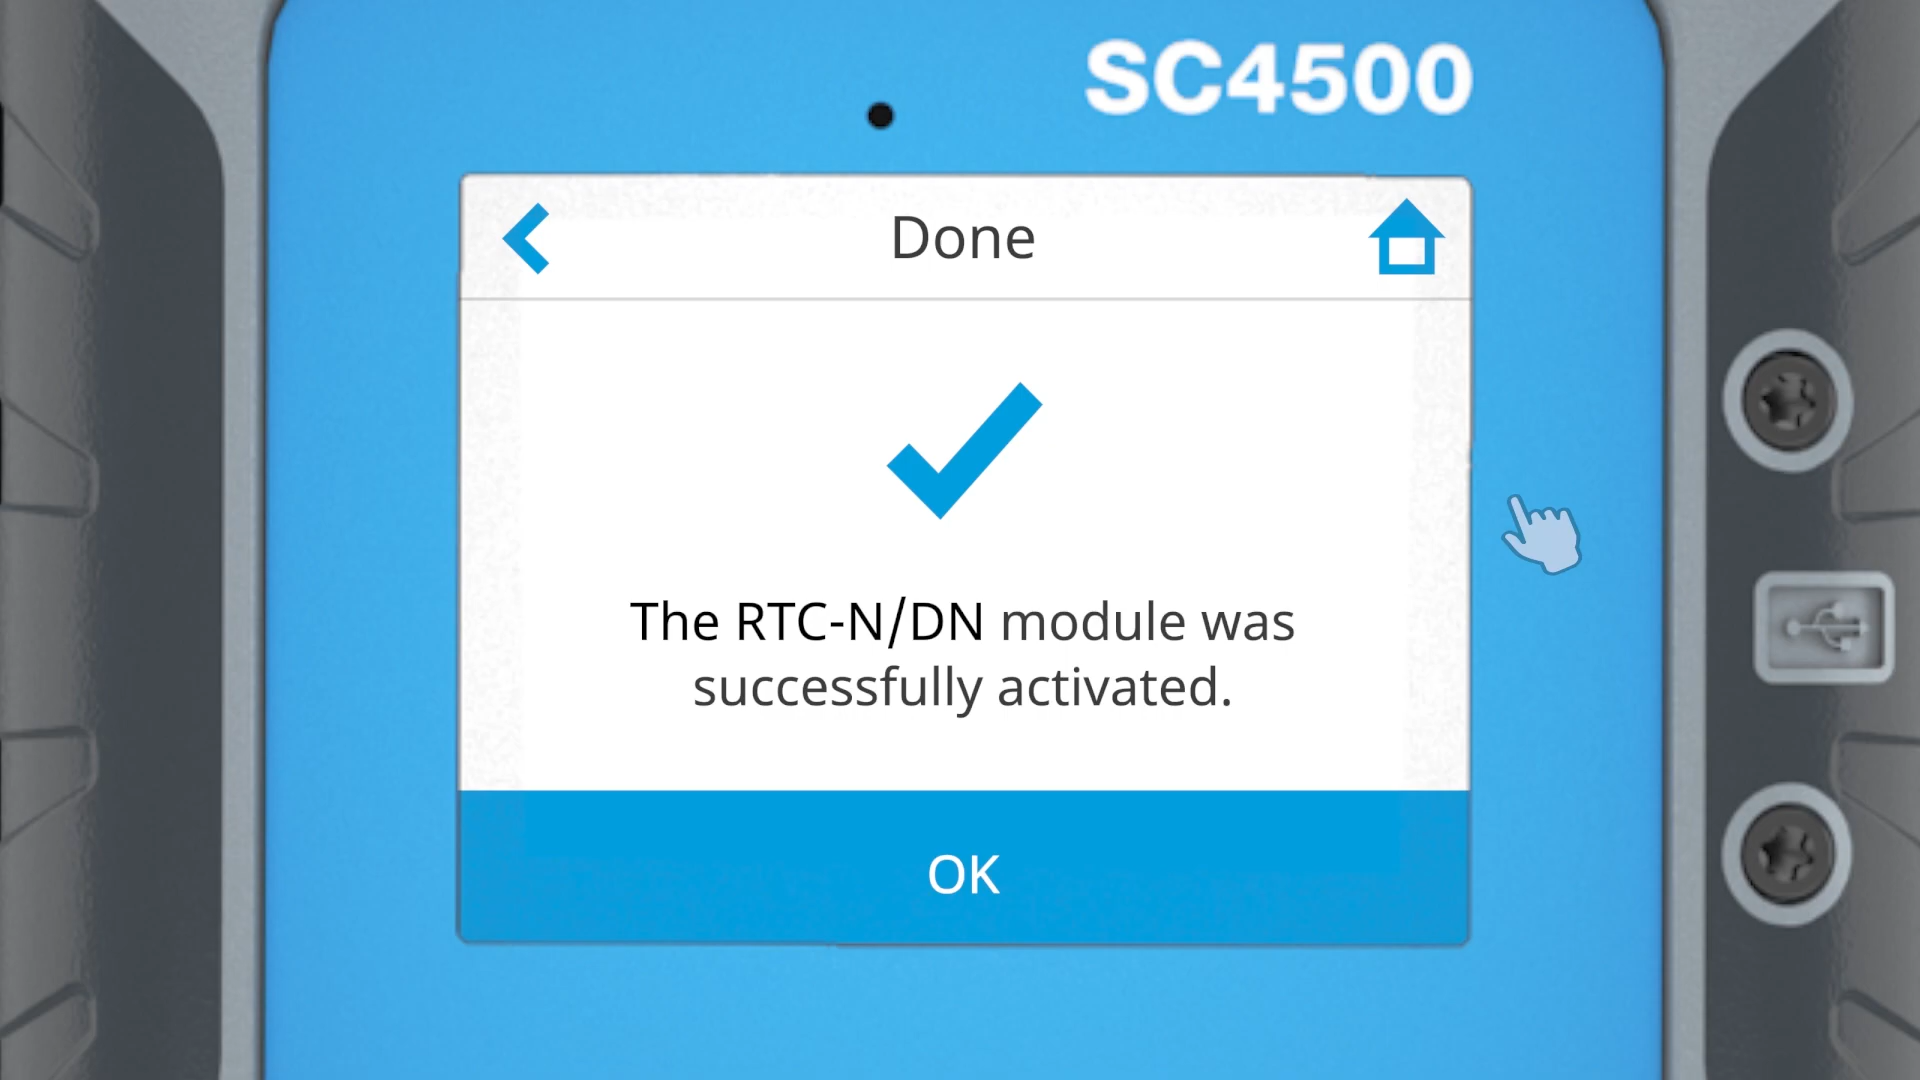 SC4500
Done
The RTC-N/DN module was
successfully activated.
OK